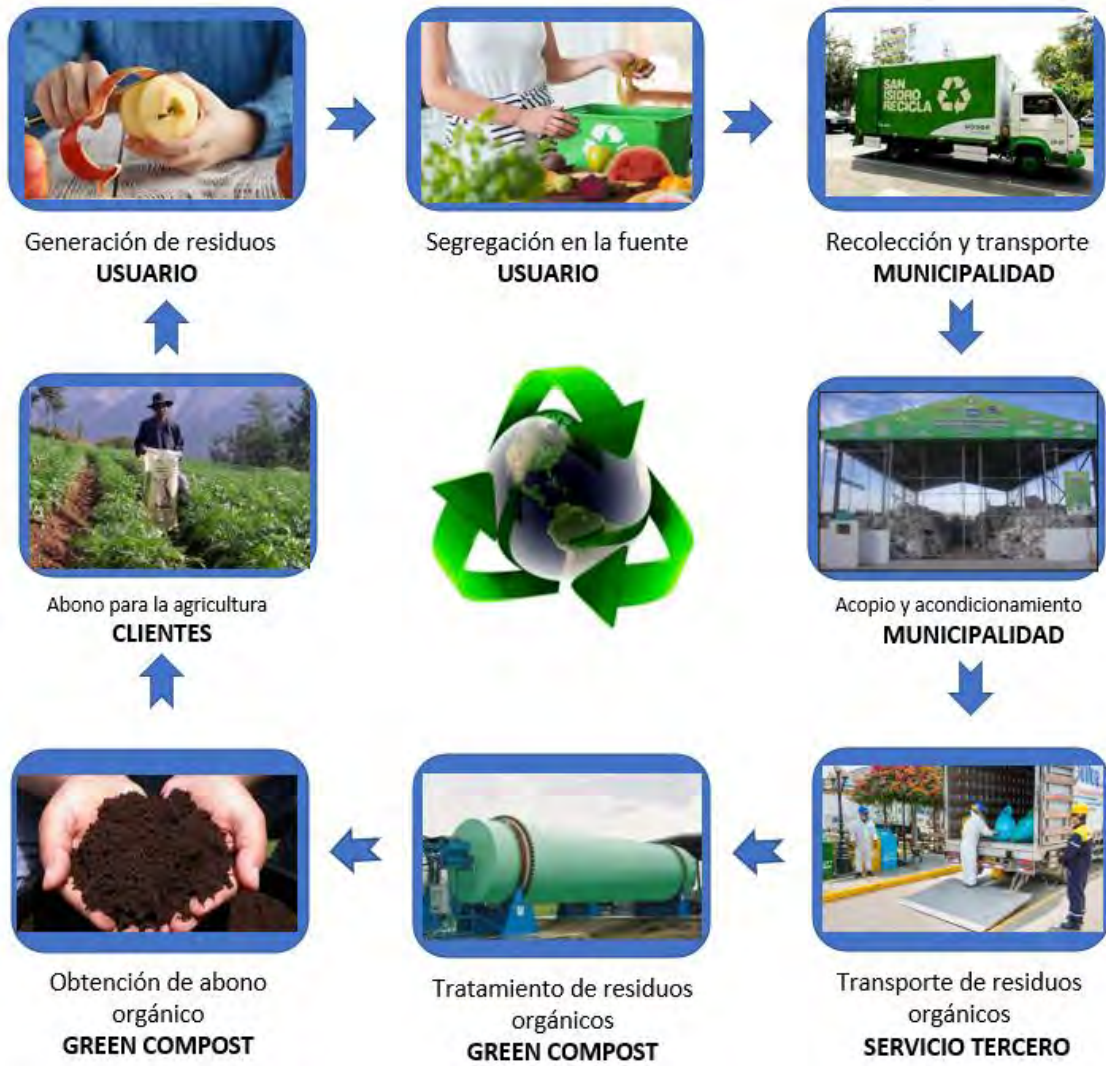 SAN
ISIDRO
RECICLA
Generación de residuos
USUARIO
Segregación en la fuente
USUARIO
Recolección y transporte
MUNICIPALIDAD
Abono para la agricultura
CLIENTES
Acopio y acondicionamiento
MUNICIPALIDAD
Obtención de abono
orgánico
GREEN COMPOST
Tratamiento de residuos
orgánicos
GREEN COMPOST
Transporte de residuos
orgánicos
SERVICIO TERCERO